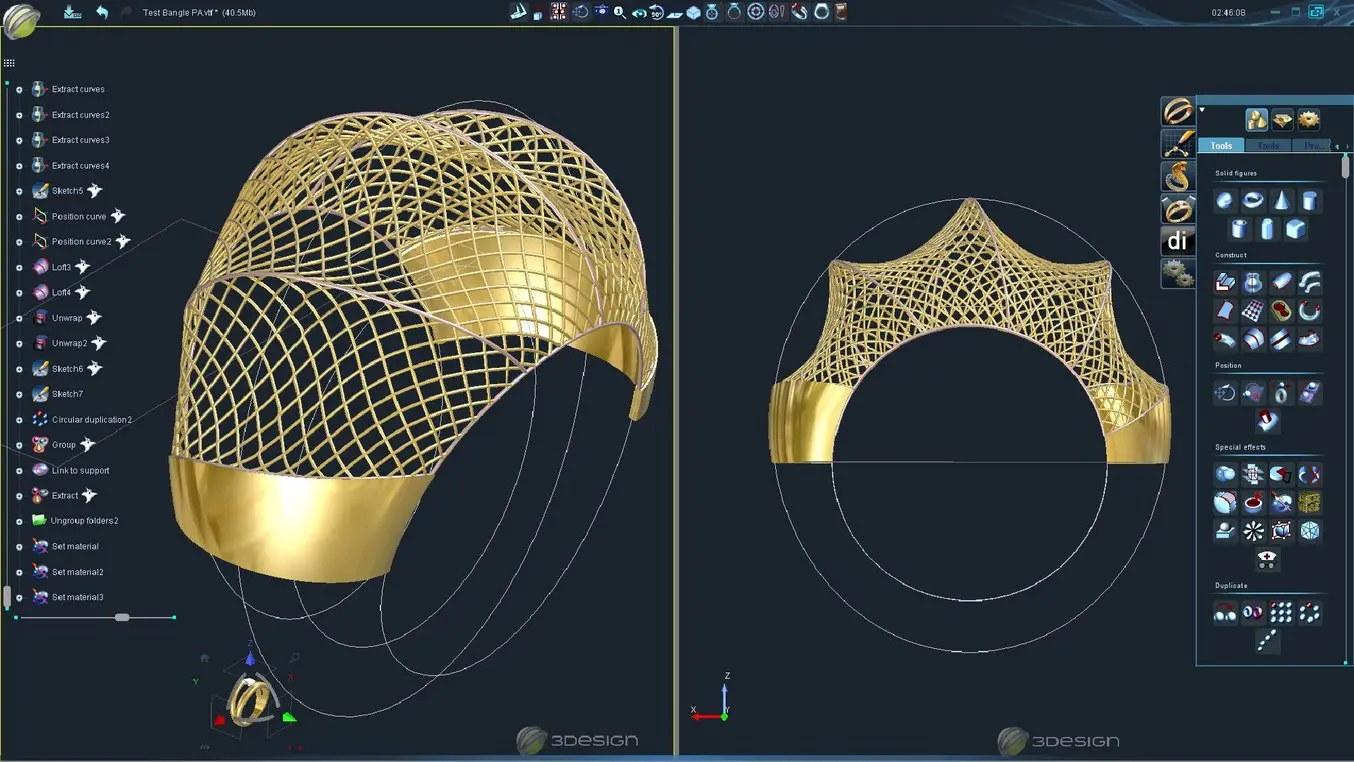 Test Bangle PA.vtf* (40.5Mb)
02:46:08
Extract curves
Extract curves2
Extract curves3
Extract curves4
Sketch5
Position curve
Position curve2
Loft3
Loft4
Unwrap
Unwrap2
Sketch6
Sketch7
Circular duplication2
Group
Link to support
Extract
Ungroup folders2
Set material
Set material2
Set material3
Z
Y
X
3DESIGN
Z
X
Y
3DESIGN
di
Tools
Tools
Pro...
Solid figures
Construct
Position
Special effects
Duplicate